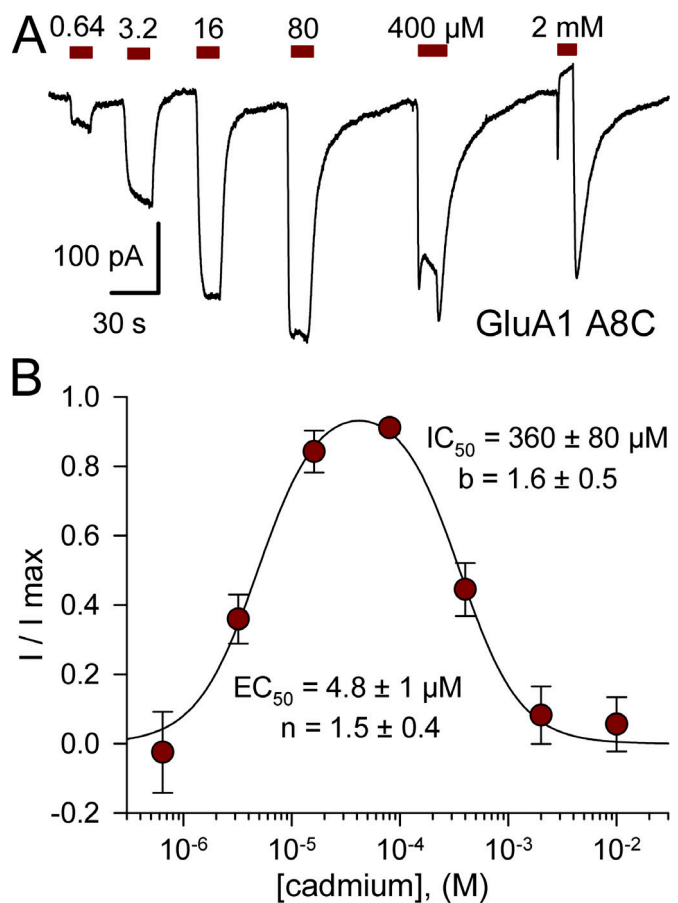 A
0.64 3.2 16 80 400 µM 2 mM
100 pA
30 s
GluA1 A8C
B
1.0
0.8
0.6
0.4
0.2
0.0
-0.2
I / I max
IC50 = 360 ± 80 µM
b = 1.6 ± 0.5
EC50 = 4.8 ± 1 µM
n = 1.5 ± 0.4
10-6 10-5 10-4 10-3 10-2
[cadmium], (M)